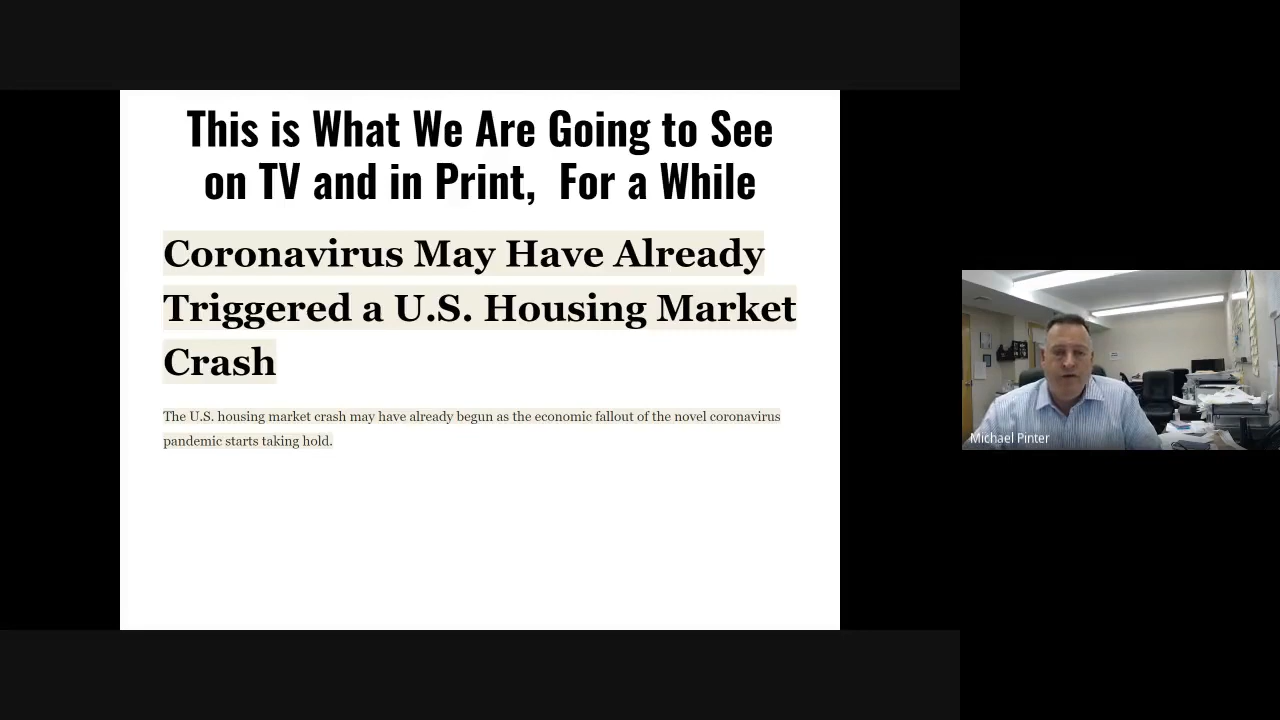 This is What We Are Going to See
on TV and in Print,  For a While
Coronavirus May Have Already
Triggered a U.S. Housing Market
Crash
The U.S. housing market crash may have already begun as the economic fallout of the novel coronavirus
pandemic starts taking hold.
Michael Pinter